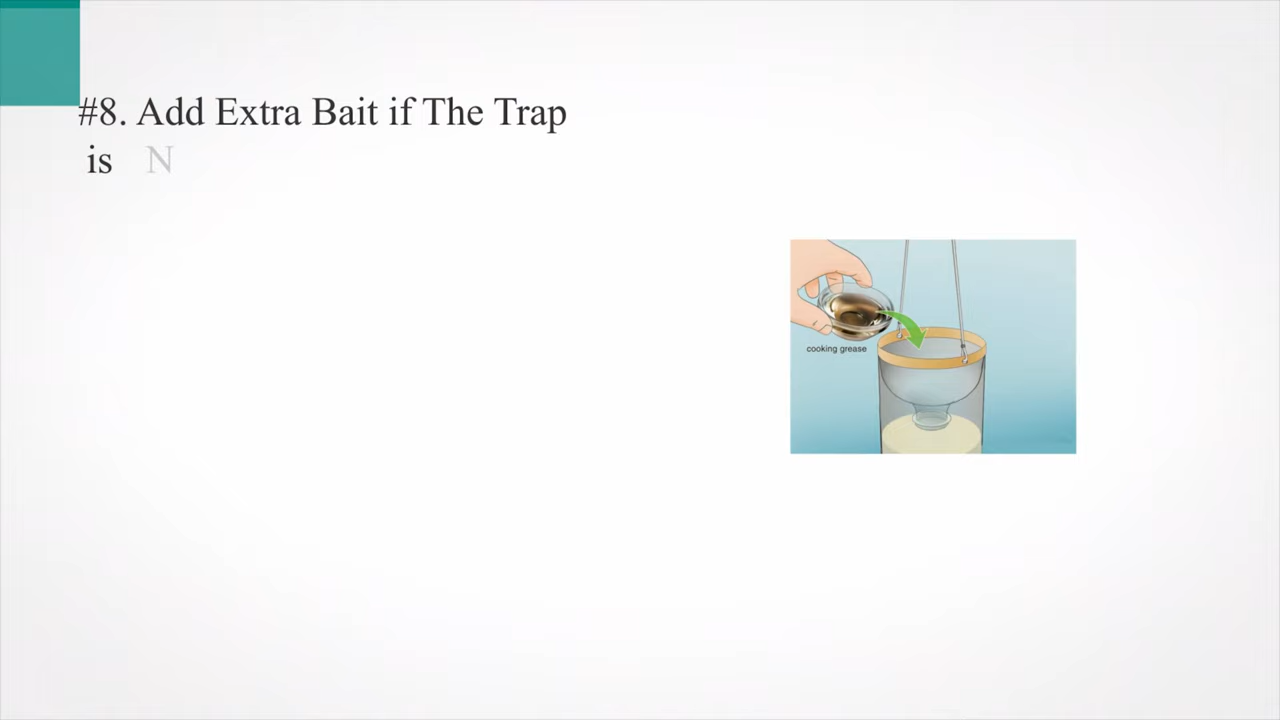 #8. Add Extra Bait if The Trap
is N
cooking grease